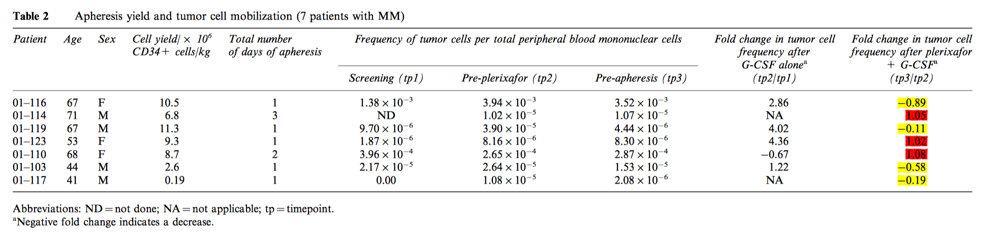 Table 2 Apheresis yield and tumor cell mobilization (7 patients with MM)
Patient Age Sex Cell yield/ × 10⁶ CD34+ cells/kg Total number of days of apheresis Frequency of tumor cells per total peripheral blood mononuclear cells Fold change in tumor cell frequency after G-CSF aloneᵃ (tp2/tp1) Fold change in tumor cell frequency after plerixafor + G-CSFᵃ (tp3/tp2)
Screening (tp1) Pre-plerixafor (tp2) Pre-apheresis (tp3)
01–116 67 F 10.5 1 1.38 × 10⁻³ 3.94 × 10⁻³ 3.52 × 10⁻³ 2.86 −0.89
01–114 71 M 6.8 3 ND 1.02 × 10⁻⁵ 1.07 × 10⁻⁵ NA 1.05
01–119 67 M 11.3 1 9.70 × 10⁻⁶ 3.90 × 10⁻⁵ 4.44 × 10⁻⁶ 4.02 −0.11
01–123 53 F 9.3 1 1.87 × 10⁻⁶ 8.16 × 10⁻⁶ 8.30 × 10⁻⁶ 4.36 1.02
01–110 68 F 8.7 2 3.96 × 10⁻⁴ 2.65 × 10⁻⁴ 2.87 × 10⁻⁴ −0.67 1.08
01–103 44 M 2.6 1 2.17 × 10⁻⁵ 2.64 × 10⁻⁵ 1.53 × 10⁻⁵ 1.22 −0.58
01–117 41 M 0.19 1 0.00 1.08 × 10⁻⁵ 2.08 × 10⁻⁶ NA −0.19
Abbreviations: ND = not done; NA = not applicable; tp = timepoint.
ᵃNegative fold change indicates a decrease.